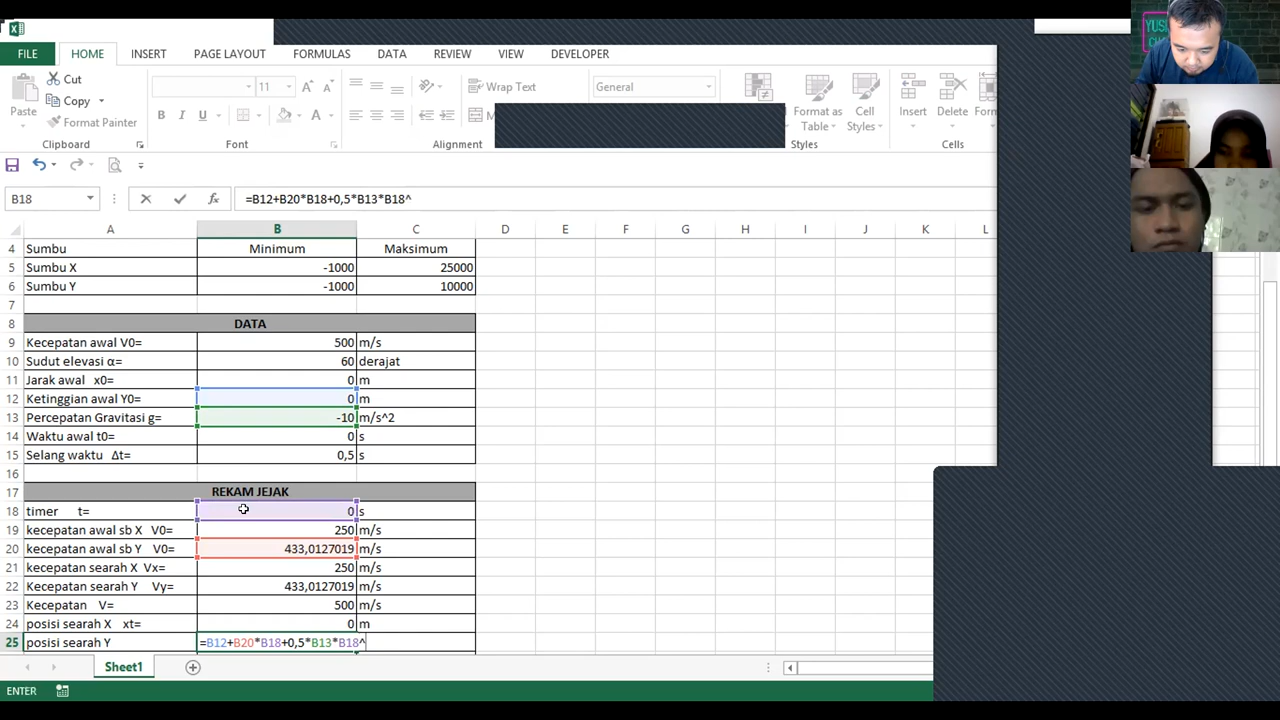 YUS
CH
FILE HOME INSERT PAGE LAYOUT FORMULAS DATA REVIEW VIEW DEVELOPER
Paste
Cut
Copy
Format Painter
11 A A
B I U
A
Wrap Text
M
General
Format as Table
Cell Styles
Insert
Delete
Form
Clipboard Font Alignment Styles Cells
B18 fx =B12+B20*B18+0,5*B13*B18^
A B C D E F G H I J K L
4 Sumbu Minimum Maksimum
5 Sumbu X -1000 25000
6 Sumbu Y -1000 10000
7
8 DATA
9 Kecepatan awal V0= 500 m/s
10 Sudut elevasi α= 60 derajat
11 Jarak awal x0= 0 m
12 Ketinggian awal Y0= 0 m
13 Percepatan Gravitasi g= -10 m/s^2
14 Waktu awal t0= 0 s
15 Selang waktu Δt= 0,5 s
16
17 REKAM JEJAK
18 timer t= 0 s
19 kecepatan awal sb X V0= 250 m/s
20 kecepatan awal sb Y V0= 433,0127019 m/s
21 kecepatan searah X Vx= 250 m/s
22 Kecepatan searah Y Vy= 433,0127019 m/s
23 Kecepatan V= 500 m/s
24 posisi searah X xt= 0 m
25 posisi searah Y =B12+B20*B18+0,5*B13*B18^
Sheet1
ENTER